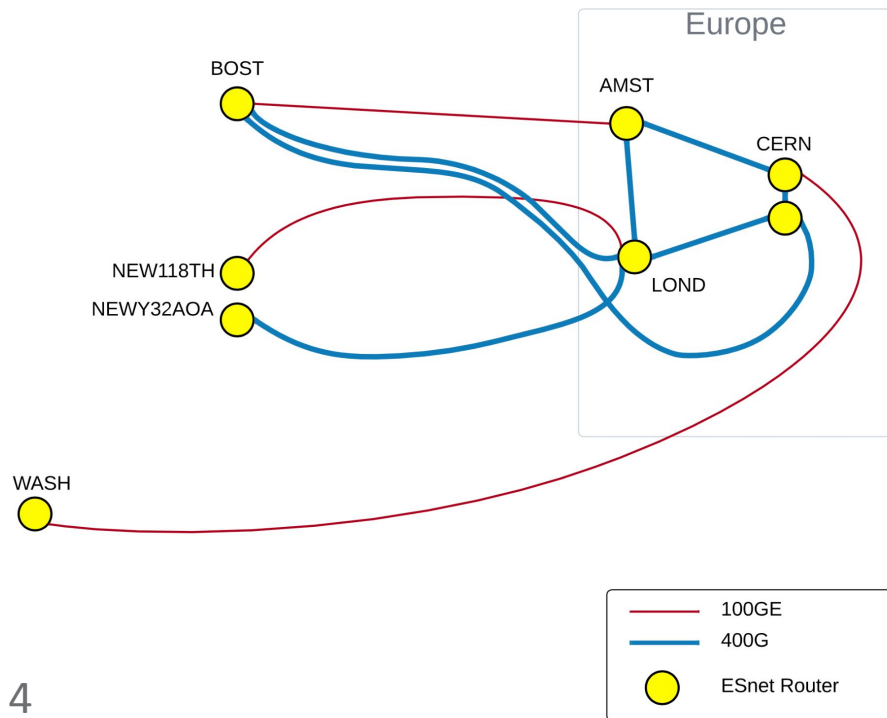 Europe
BOST
AMST
CERN
NEW118TH
NEWY32AOA
LOND
WASH
100GE
400G
ESnet Router
4